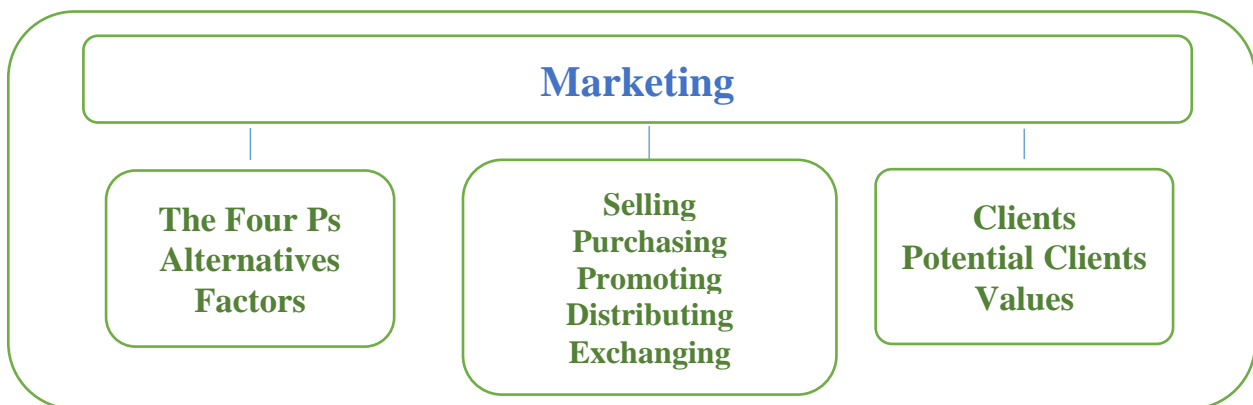 Marketing
The Four Ps
Alternatives
Factors
Selling
Purchasing
Promoting
Distributing
Exchanging
Clients
Potential Clients
Values